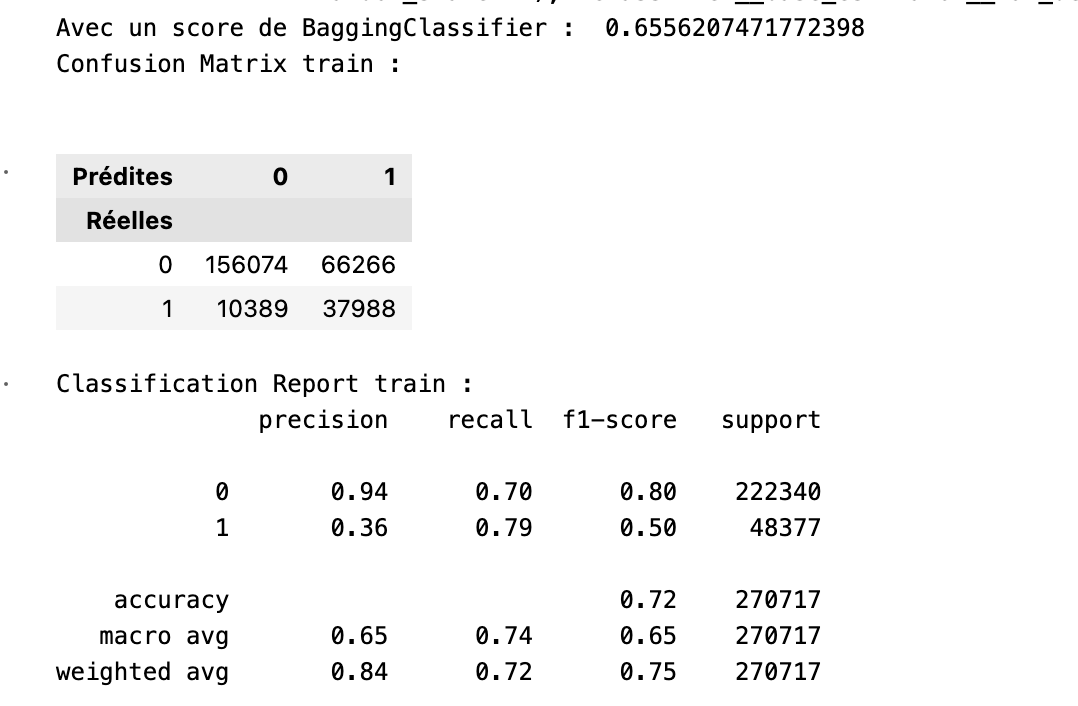 Avec un score de BaggingClassifier :  0.6556207471772398
Confusion Matrix train :
Prédites 0 1
Réelles
0 156074 66266
1 10389 37988
Classification Report train :
precision recall f1-score support
0 0.94 0.70 0.80 222340
1 0.36 0.79 0.50 48377
accuracy 0.72 270717
macro avg 0.65 0.74 0.65 270717
weighted avg 0.84 0.72 0.75 270717